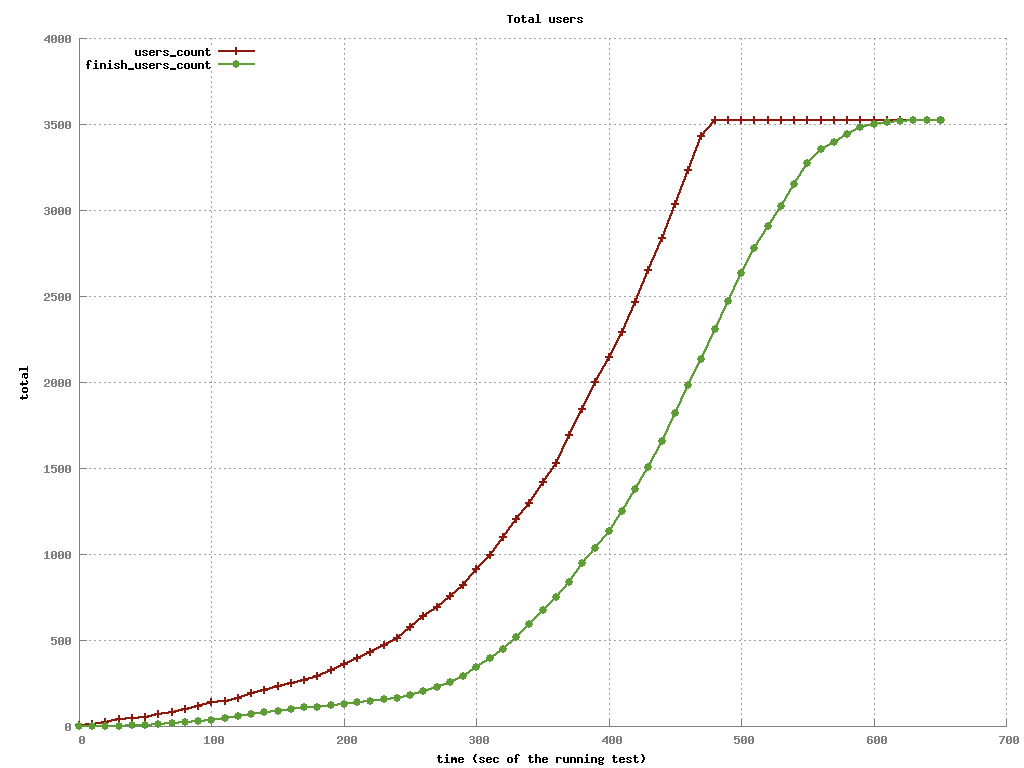 Total users
users_count
finish_users_count
4000
3500
3000
2500
2000
1500
1000
500
0
total
0 100 200 300 400 500 600 700
time (sec of the running test)